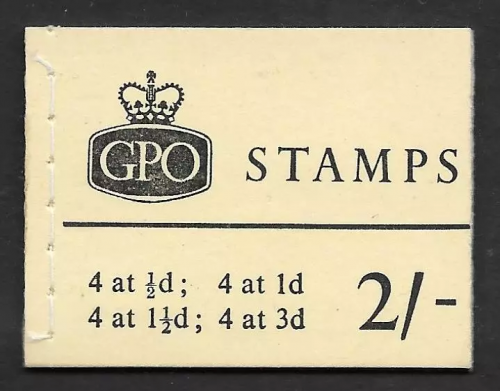 GPO
STAMPS
4 at ½d; 4 at 1d
4 at 1½d; 4 at 3d
2/-